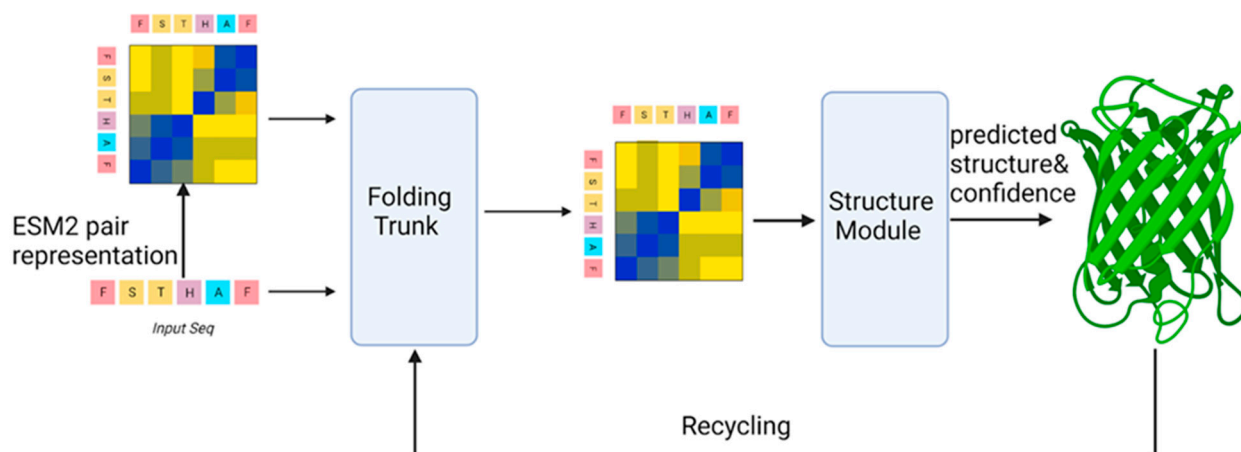 F S T H A F
F
S
T
H
A
F
ESM2 pair
representation
F S T H A F
Input Seq
Folding
Trunk
F S T H A F
F
S
T
H
A
F
Structure
Module
predicted
structure&
confidence
Recycling